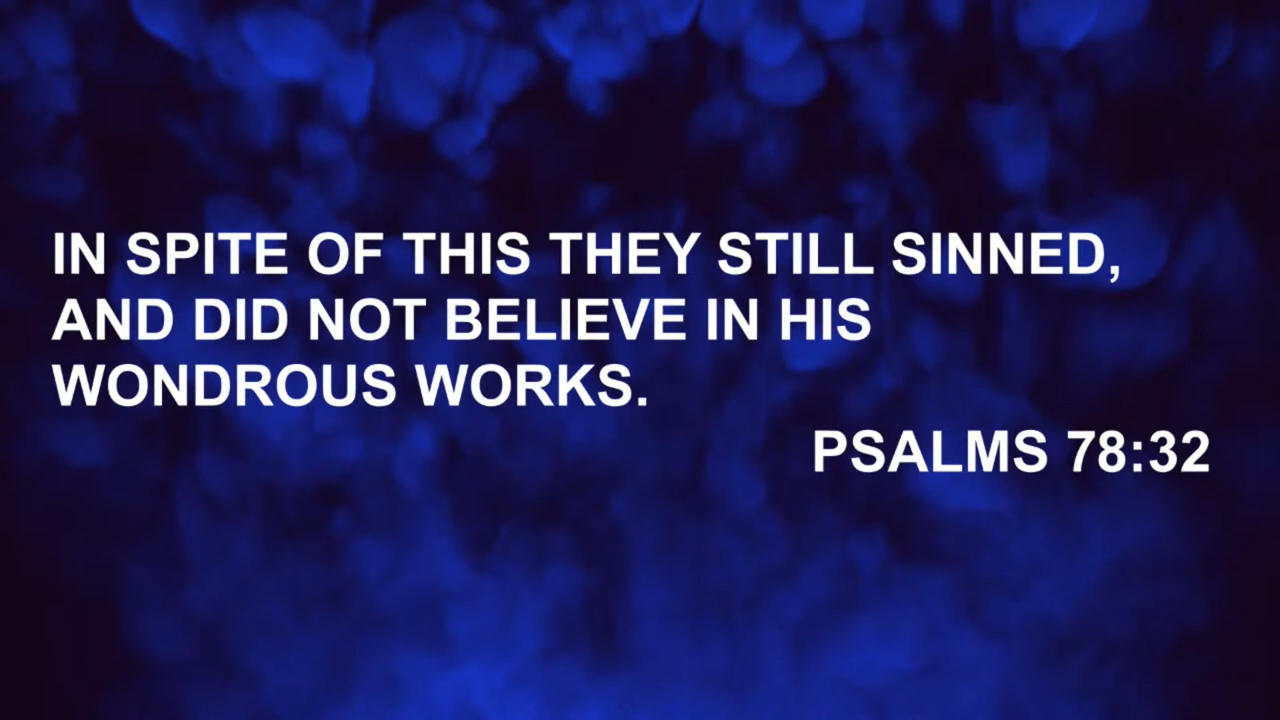 IN SPITE OF THIS THEY STILL SINNED,
AND DID NOT BELIEVE IN HIS
WONDROUS WORKS.
PSALMS 78:32